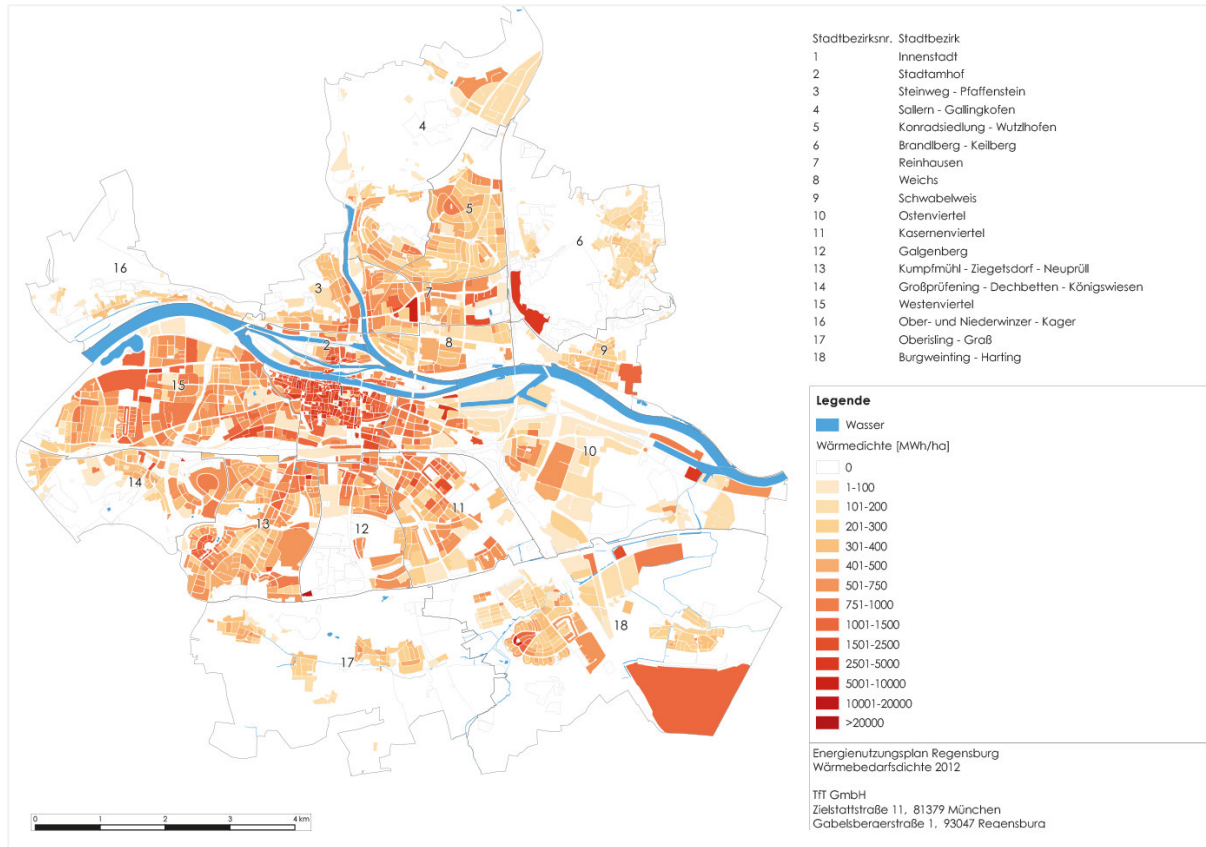 Stadtbezirksnr. Stadtbezirk
1 Innenstadt
2 Stadtamhof
3 Steinweg - Pfaffenstein
4 Sallern - Gallingkofen
5 Konradsiedlung - Wutzlhofen
6 Brandlberg - Keilberg
7 Reinhausen
8 Weichs
9 Schwabelweis
10 Ostenviertel
11 Kasernenviertel
12 Galgenberg
13 Kumpfmühl - Ziegetsdorf - Neuprüll
14 Großprüfening - Dechbetten - Königswiesen
15 Westenviertel
16 Ober- und Niederwinzer - Kager
17 Oberisling - Graß
18 Burgweinting - Harting
Legende
Wasser
Wärmedichte [MWh/ha]
0
1-100
101-200
201-300
301-400
401-500
501-750
751-1000
1001-1500
1501-2500
2501-5000
5001-10000
10001-20000
>20000
Energienutzungsplan Regensburg
Wärmebedarfsdichte 2012
TfT GmbH
Zielstattstraße 11, 81379 München
Gabelsbergerstraße 1, 93047 Regensburg
4
5
6
16
3
7
2
8
9
15
10
14
11
13
12
18
17
0 1 2 3 4 km